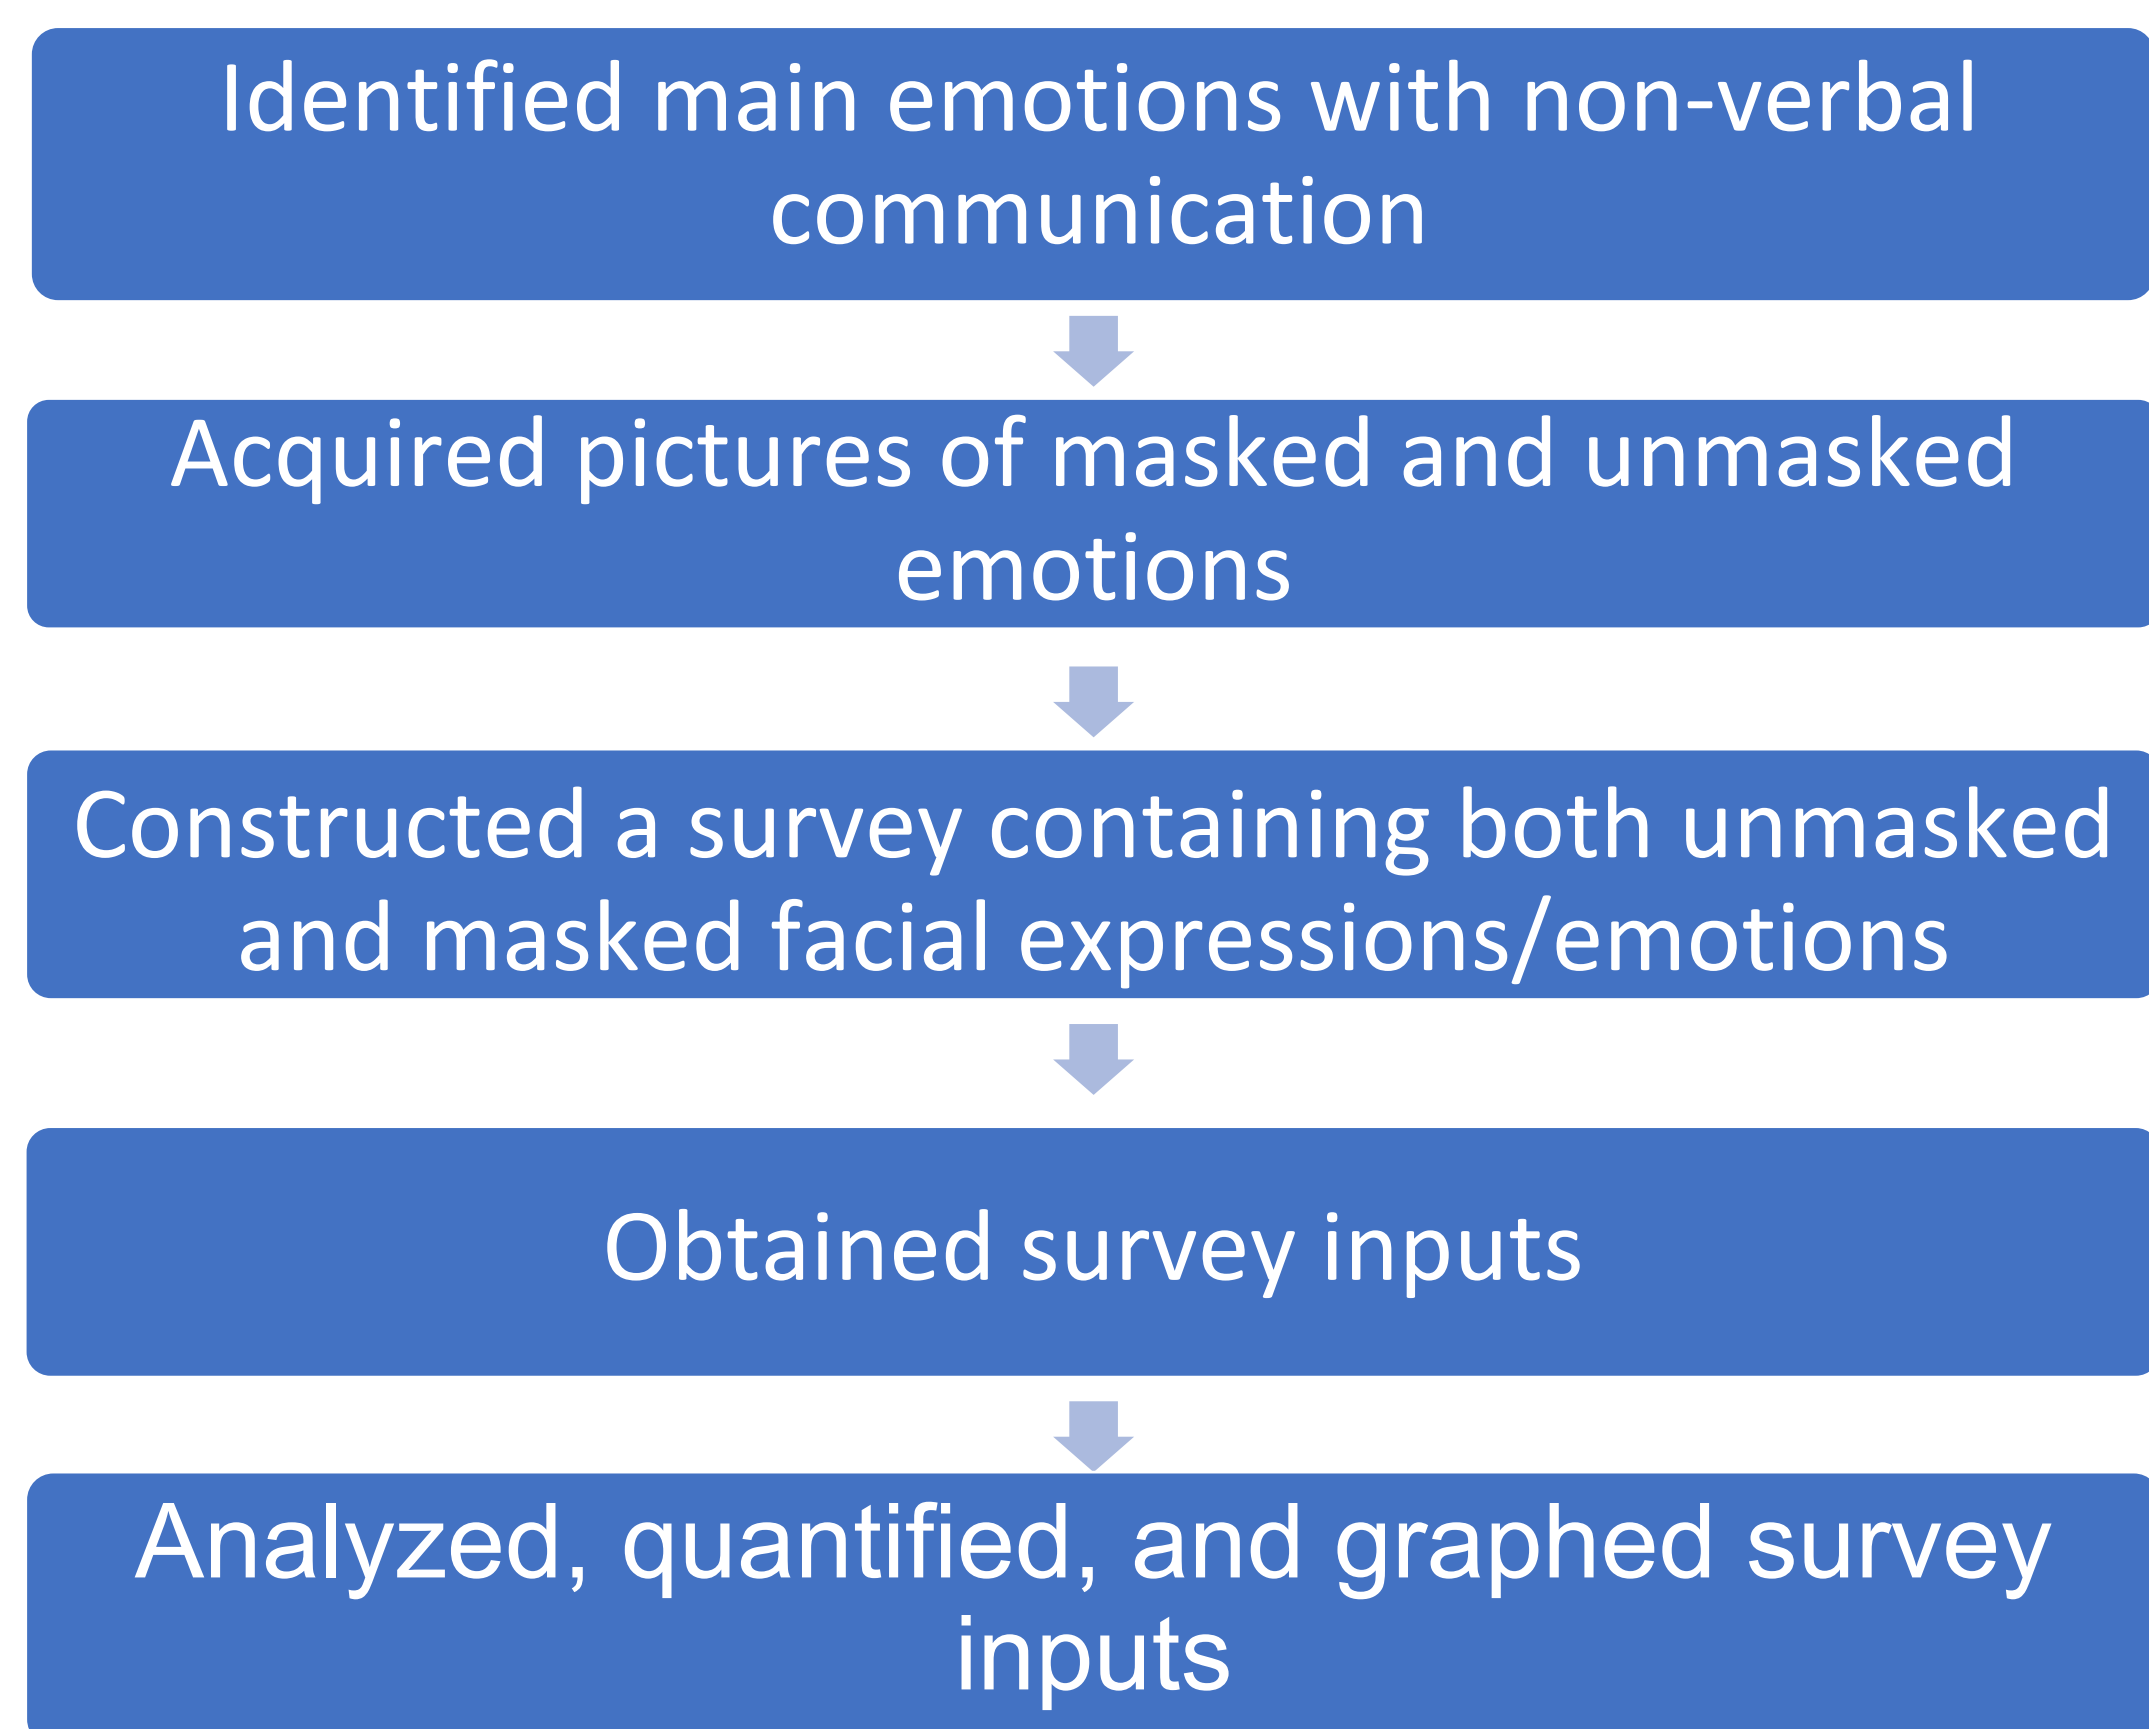 Identified main emotions with non-verbal
communication
Acquired pictures of masked and unmasked
emotions
Constructed a survey containing both unmasked
and masked facial expressions/emotions
Obtained survey inputs
Analyzed, quantified, and graphed survey
inputs